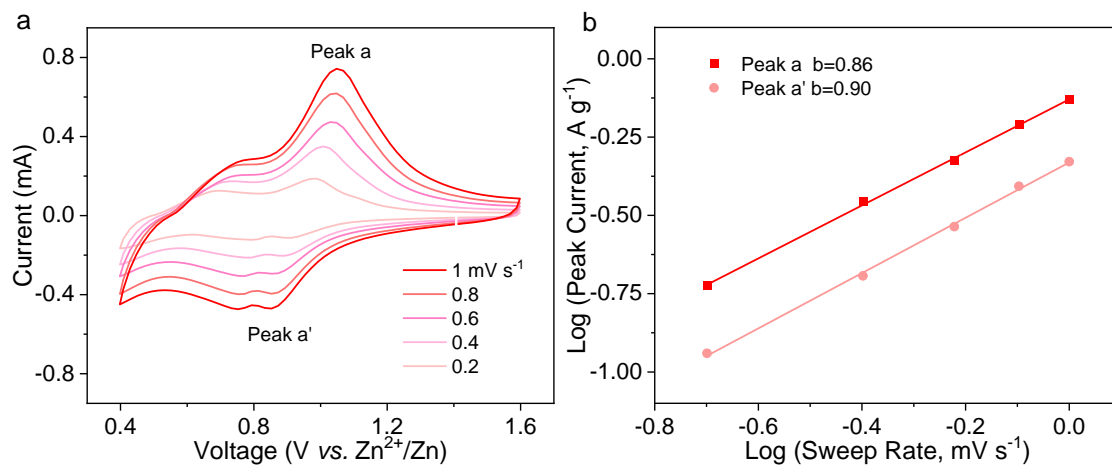 a
Peak a
Peak a'
0.8
0.4
0.0
-0.4
-0.8
Current (mA)
1 mV s⁻¹
0.8
0.6
0.4
0.2
0.4
0.8
1.2
1.6
Voltage (V vs. Zn²⁺/Zn)
b
Peak a b=0.86
Peak a' b=0.90
0.00
-0.25
-0.50
-0.75
-1.00
Log (Peak Current, A g⁻¹)
-0.8
-0.6
-0.4
-0.2
0.0
Log (Sweep Rate, mV s⁻¹)